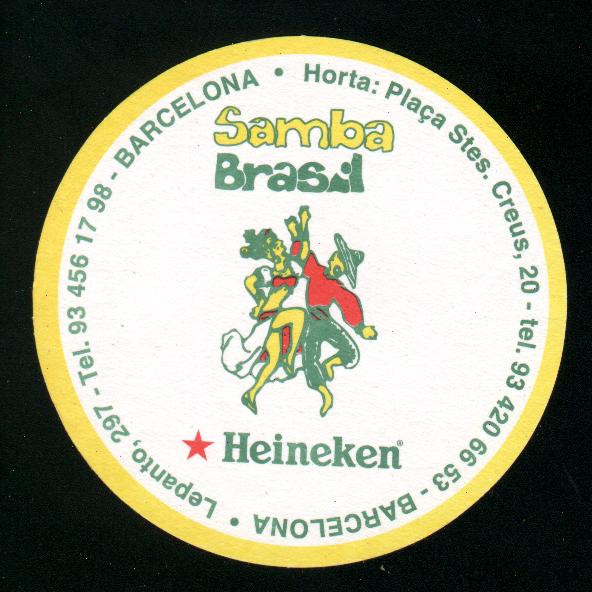 Horta: Plaça Stes. Creus, 20 - tel. 93 420 66 53 - BARCELONA •
Lepanto, 297 - Tel. 93 456 17 98 - BARCELONA •
Samba
Brasil
Heineken®